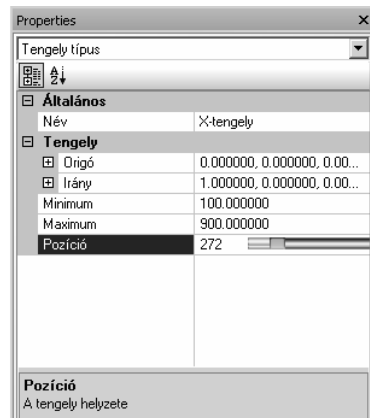 Properties
Tengely típus
Általános
Név X-tengely
Tengely
Origó 0.000000, 0.000000, 0.00...
Irány 1.000000, 0.000000, 0.00...
Minimum 100.000000
Maximum 900.000000
Pozíció 272
Pozíció
A tengely helyzete